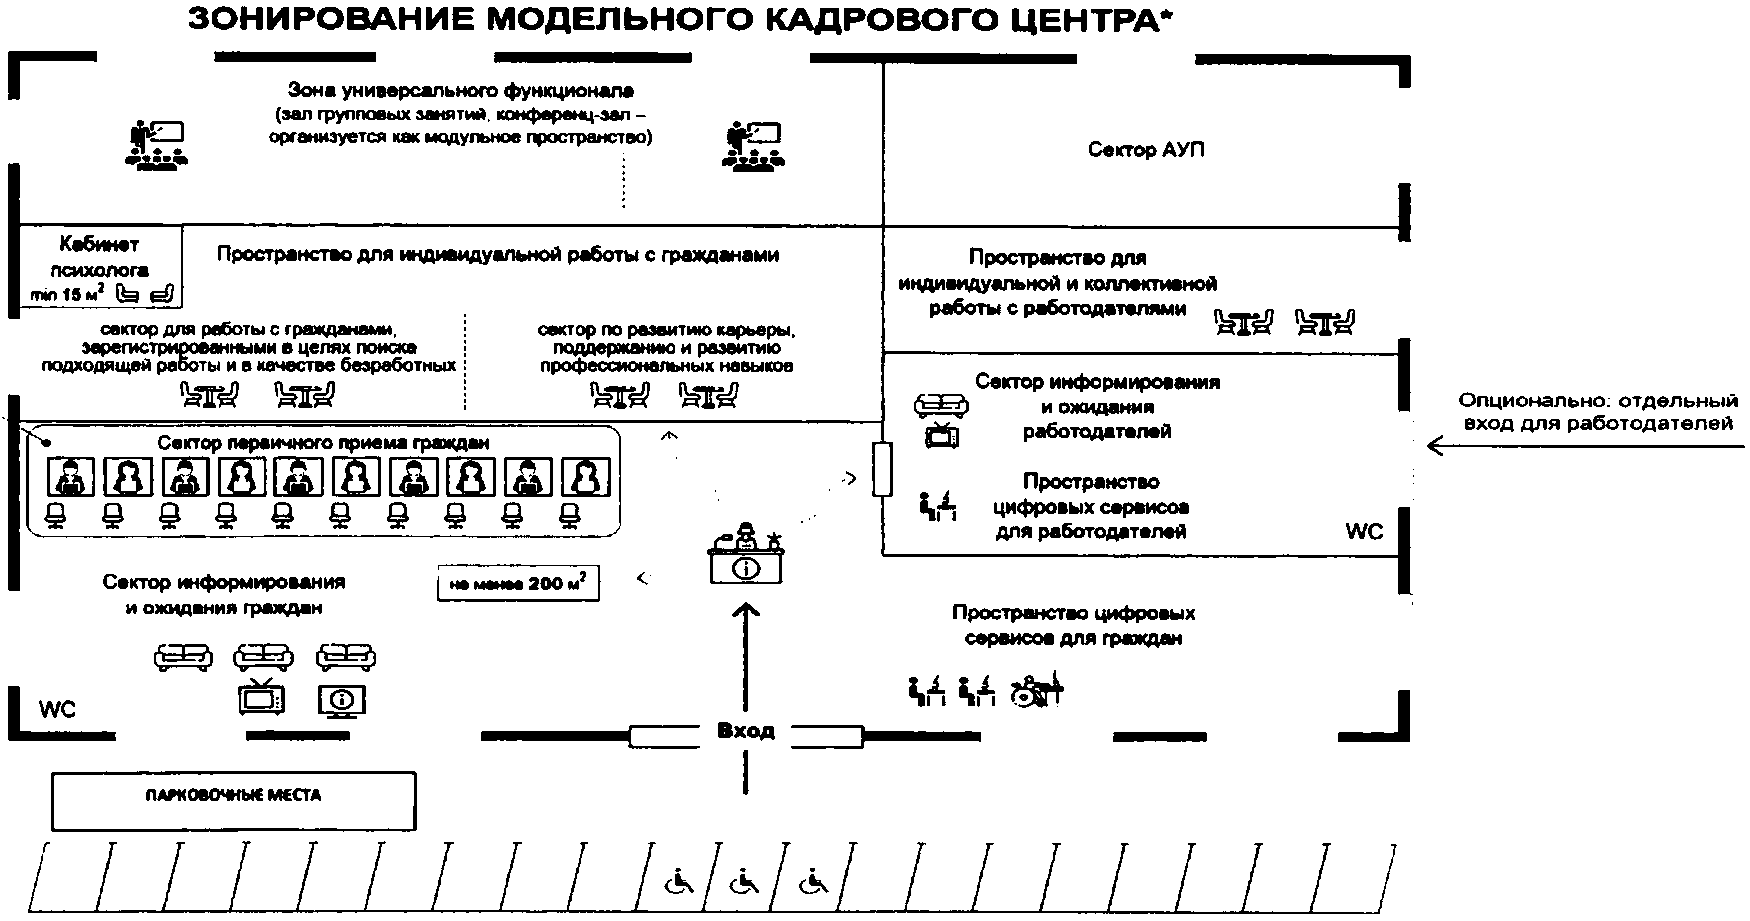 ЗОНИРОВАНИЕ МОДЕЛЬНОГО КАДРОВОГО ЦЕНТРА*
Зона универсального функционала
(зал групповых занятий, конференц-зал –
организуется как модульное пространство)
Сектор АУП
Кабинет
психолога
min 15 м²
Пространство для индивидуальной работы с гражданами
Пространство для
индивидуальной и коллективной
работы с работодателями
сектор для работы с гражданами,
зарегистрированными в целях поиска
подходящей работы и в качестве безработных
сектор по развитию карьеры,
поддержанию и развитию
профессиональных навыков
Сектор информирования
и ожидания
работодателей
Опционально: отдельный
вход для работодателей
Сектор первичного приема граждан
Пространство
цифровых сервисов
для работодателей
WC
Сектор информирования
и ожидания граждан
не менее 200 м²
Пространство цифровых
сервисов для граждан
WC
Вход
ПАРКОВОЧНЫЕ МЕСТА